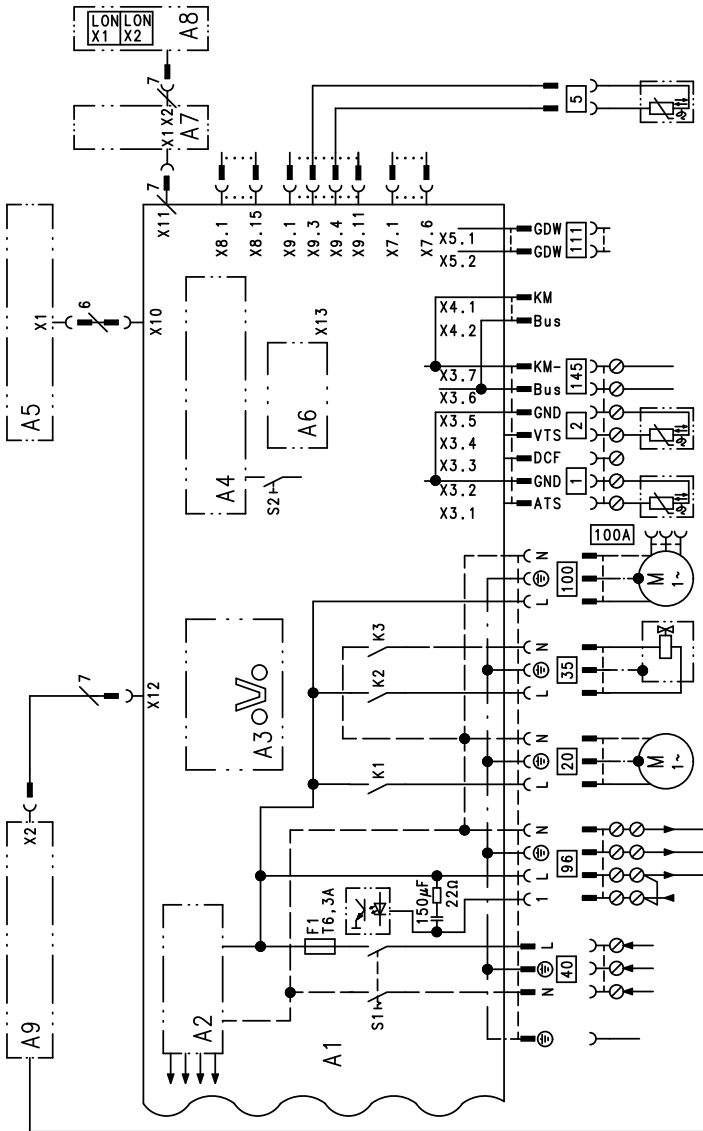 LON LON
X1 X2
A8
7
X1 X2
A7
7
X11
5
A5
X1
6
X10
X8.1
X8.15
X9.1
X9.3
X9.4
X9.11
X7.1
X7.6
X5.1
X5.2
GDW
GDW
111
X13
A6
A4
S2
X4.1
X4.2
KM
Bus
X3.7
X3.6
X3.5
X3.4
X3.3
X3.2
X3.1
KM-
Bus
GND
VTS
DCF
GND
ATS
145
2
1
100A
N
L
100
M
1~
7
X12
A3
K3
K2
K1
N
L
35
N
L
20
M
1~
A9
X2
N
L
1
96
150µF
22Ω
F1
T6,3A
A2
S1
A1
L
N
40